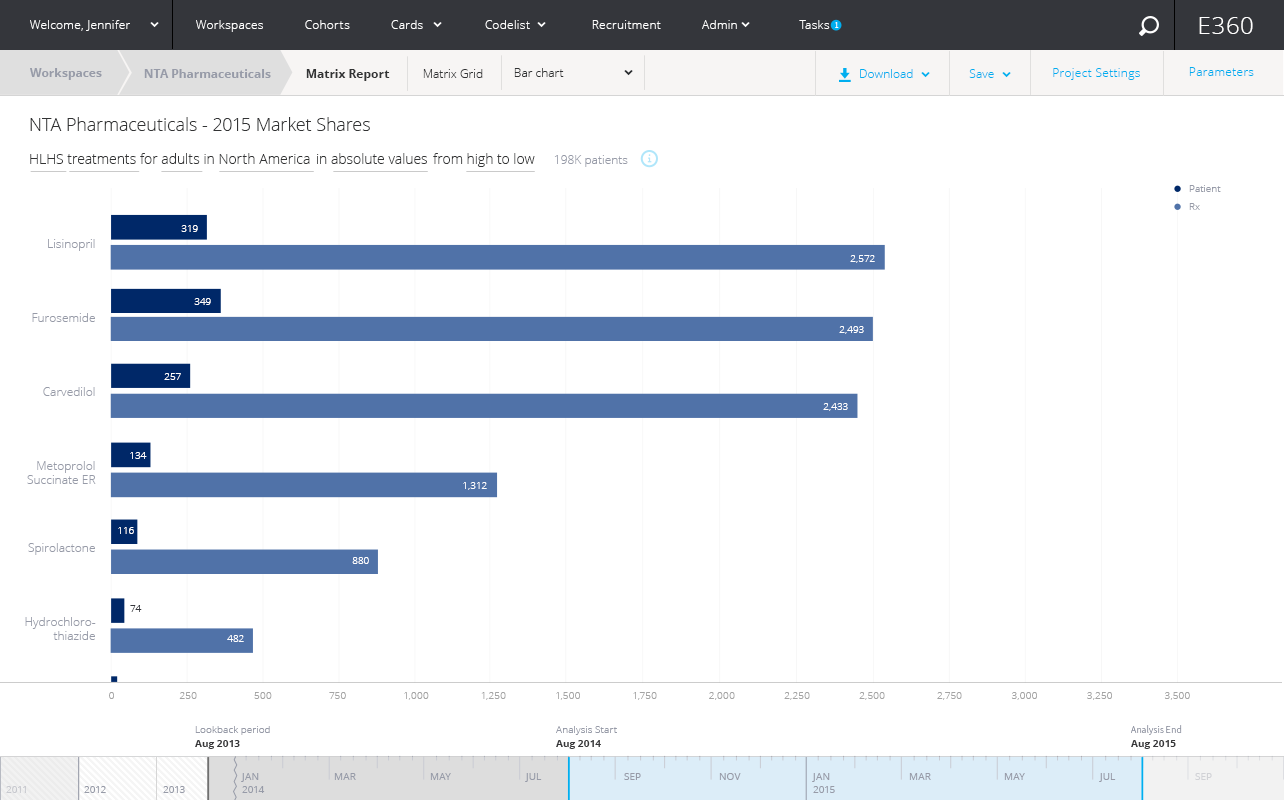 Welcome, Jennifer Workspaces Cohorts Cards Codelist Recruitment Admin Tasks 1 E360
Workspaces NTA Pharmaceuticals Matrix Report Matrix Grid Bar chart Download Save Project Settings Parameters
NTA Pharmaceuticals - 2015 Market Shares
HLHS treatments for adults in North America in absolute values from high to low 198K patients i
Patient
Rx
Lisinopril
319
2,572
Furosemide
349
2,493
Carvedilol
257
2,433
Metoprolol
Succinate ER
134
1,312
Spirolactone
116
880
Hydrochloro-
thiazide
74
482
0 250 500 750 1,000 1,250 1,500 1,750 2,000 2,250 2,500 2,750 3,000 3,250 3,500
Lookback period
Aug 2013
Analysis Start
Aug 2014
Analysis End
Aug 2015
JAN MAR MAY JUL SEP NOV JAN MAR MAY JUL SEP
2011 2012 2013 2014 2015